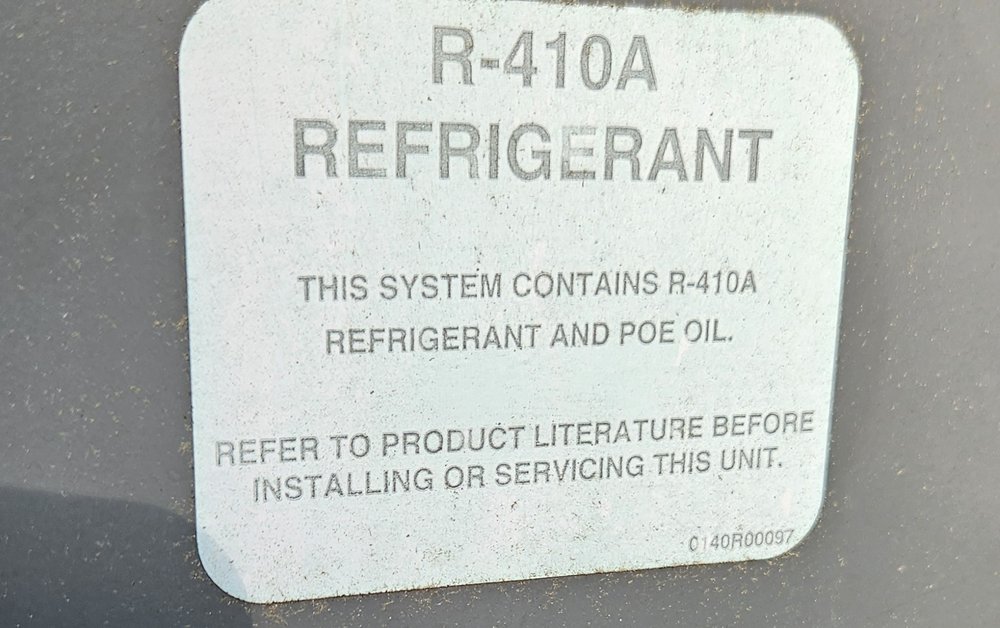 R-410A
REFRIGERANT
THIS SYSTEM CONTAINS R-410A
REFRIGERANT AND POE OIL.
REFER TO PRODUCT LITERATURE BEFORE
INSTALLING OR SERVICING THIS UNIT.
0140R00097